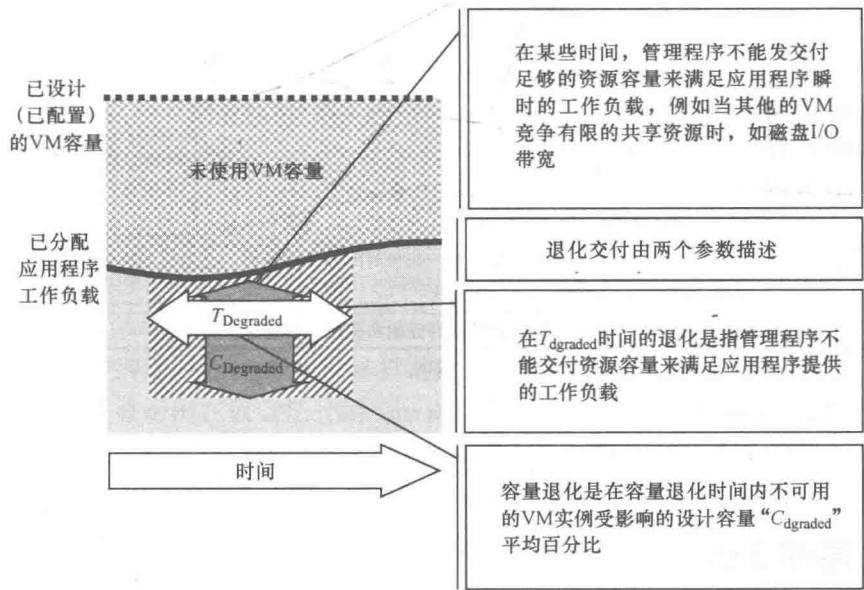 已设计
（已配置）
的VM容量
未使用VM容量
已分配
应用程序
工作负载
T_Degraded
C_Degraded
时间
在某些时间，管理程序不能发交付
足够的资源容量来满足应用程序瞬
时的工作负载，例如当其他的VM
竞争有限的共享资源时，如磁盘I/O
带宽
退化交付由两个参数描述
在T_dgraded时间的退化是指管理程序不
能交付资源容量来满足应用程序提供
的工作负载
容量退化是在容量退化时间内不可用
的VM实例受影响的设计容量“C_dgraded”
平均百分比